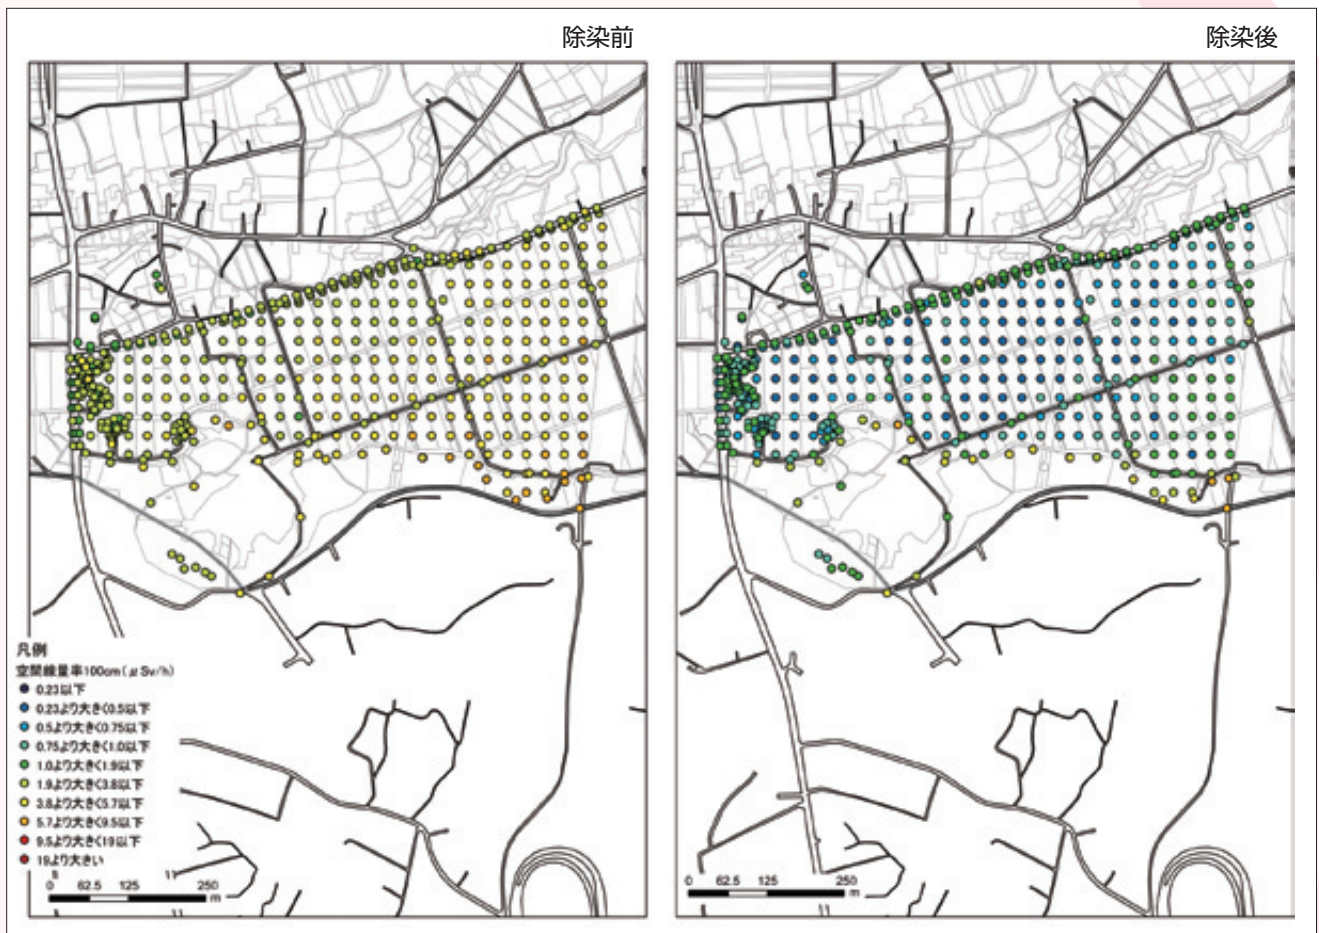 除染前
除染後
凡例
空間線量率100cm(μSv/h)
0.23以下
0.23より大きく0.5以下
0.5より大きく0.75以下
0.75より大きく1.0以下
1.0より大きく1.9以下
1.9より大きく3.8以下
3.8より大きく5.7以下
5.7より大きく9.5以下
9.5より大きく19以下
19より大きい
0 62.5 125 250
m
0 62.5 125 250
m